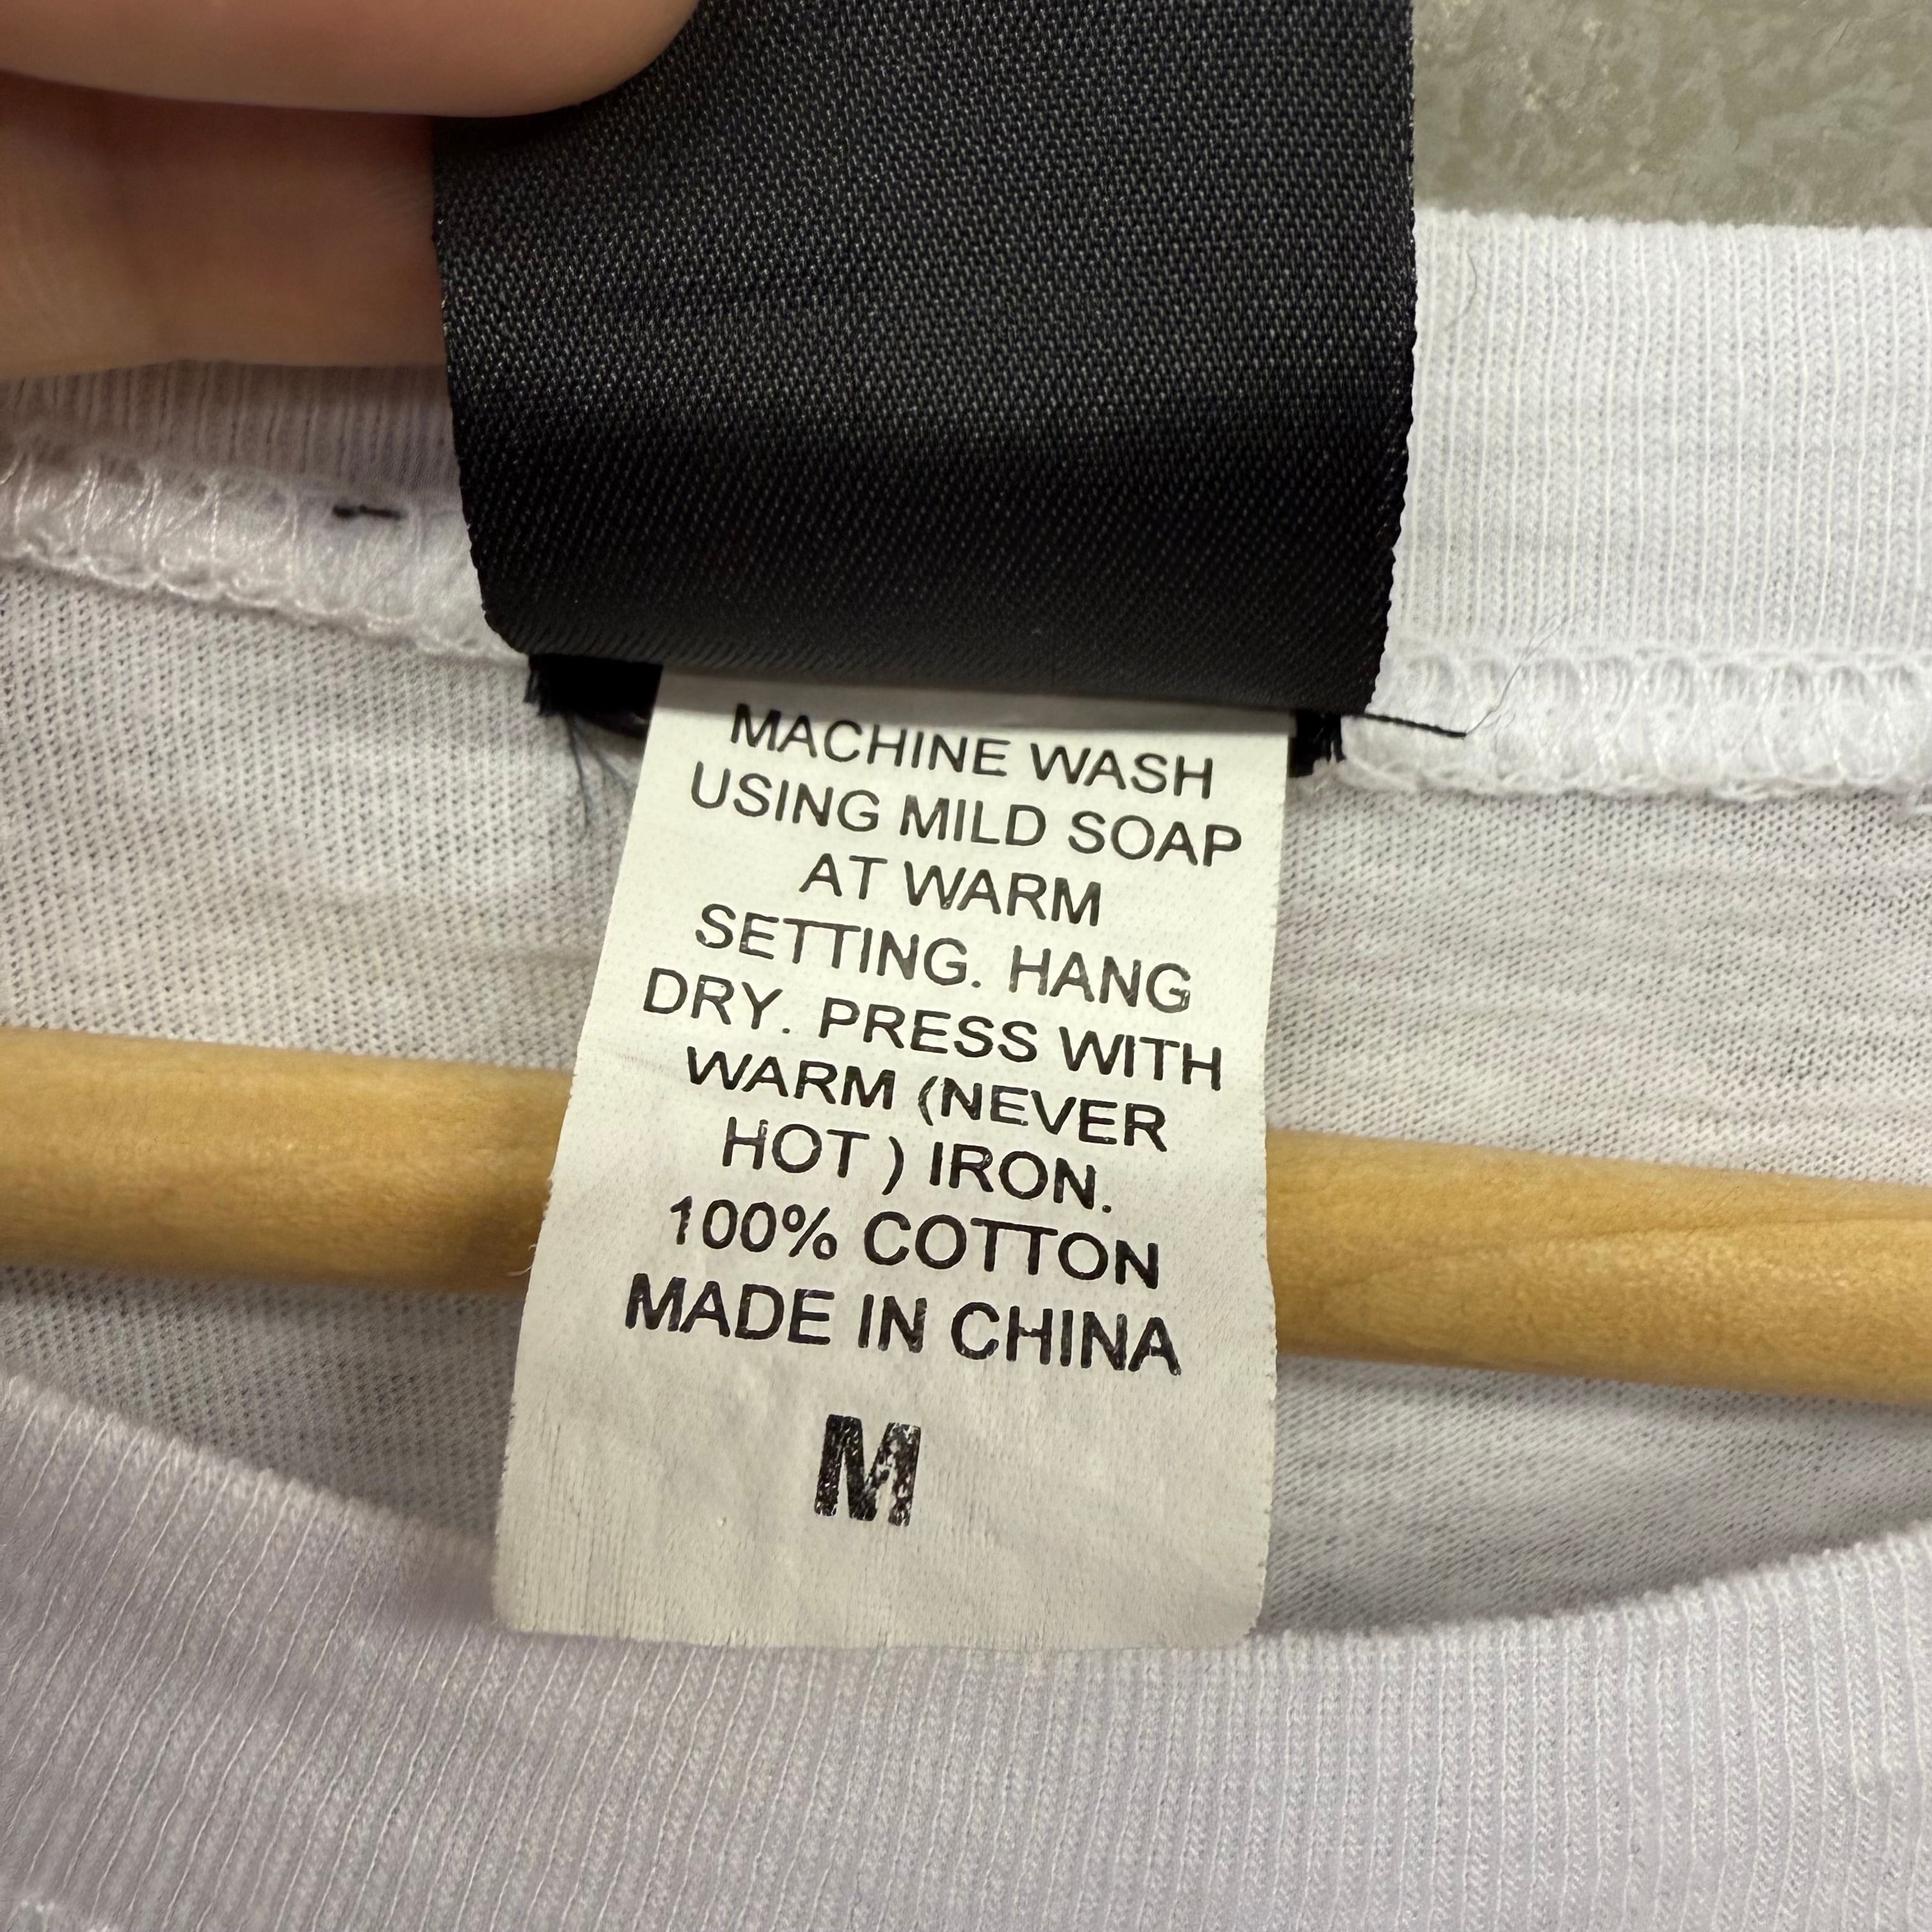 MACHINE WASH
USING MILD SOAP
AT WARM
SETTING. HANG
DRY. PRESS WITH
WARM (NEVER
HOT ) IRON.
100% COTTON
MADE IN CHINA
M